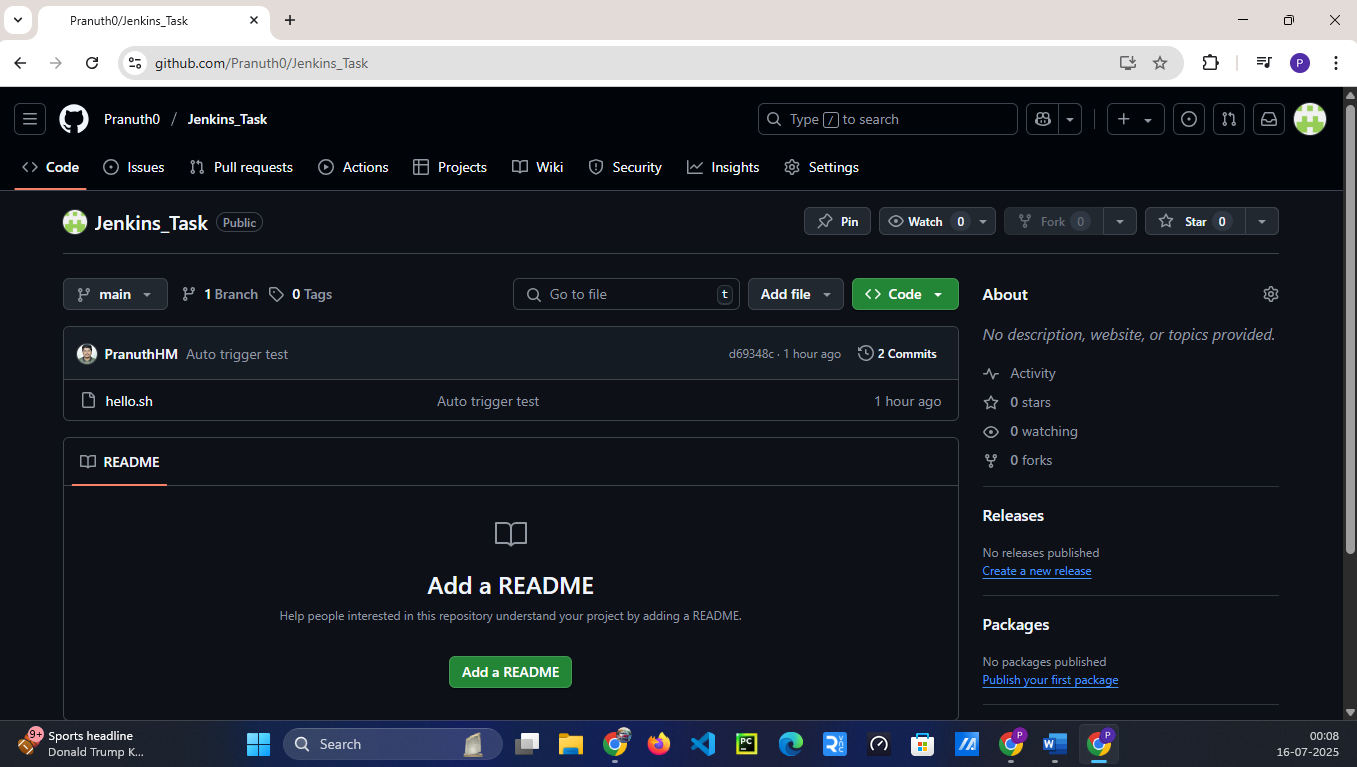 Pranuth0/Jenkins_Task
github.com/Pranuth0/Jenkins_Task
P
Pranuth0 / Jenkins_Task
Type / to search
Code
Issues
Pull requests
Actions
Projects
Wiki
Security
Insights
Settings
Jenkins_Task
Public
Pin
Watch 0
Fork 0
Star 0
main
1 Branch
0 Tags
Go to file
t
Add file
Code
PranuthHM Auto trigger test
d69348c · 1 hour ago
2 Commits
hello.sh
Auto trigger test
1 hour ago
README
Add a README
Help people interested in this repository understand your project by adding a README.
Add a README
About
No description, website, or topics provided.
Activity
0 stars
0 watching
0 forks
Releases
No releases published
Create a new release
Packages
No packages published
Publish your first package
9+
Sports headline
Donald Trump K...
Search
PC
P
W
P
00:08
16-07-2025